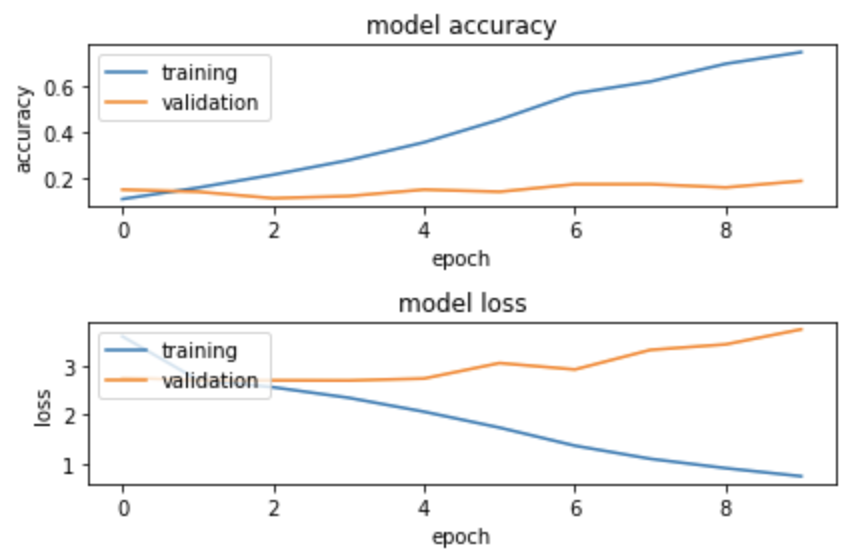 model accuracy
training
validation
accuracy
0.6
0.4
0.2
0 2 4 6 8
epoch
model loss
training
validation
loss
3
2
1
0 2 4 6 8
epoch